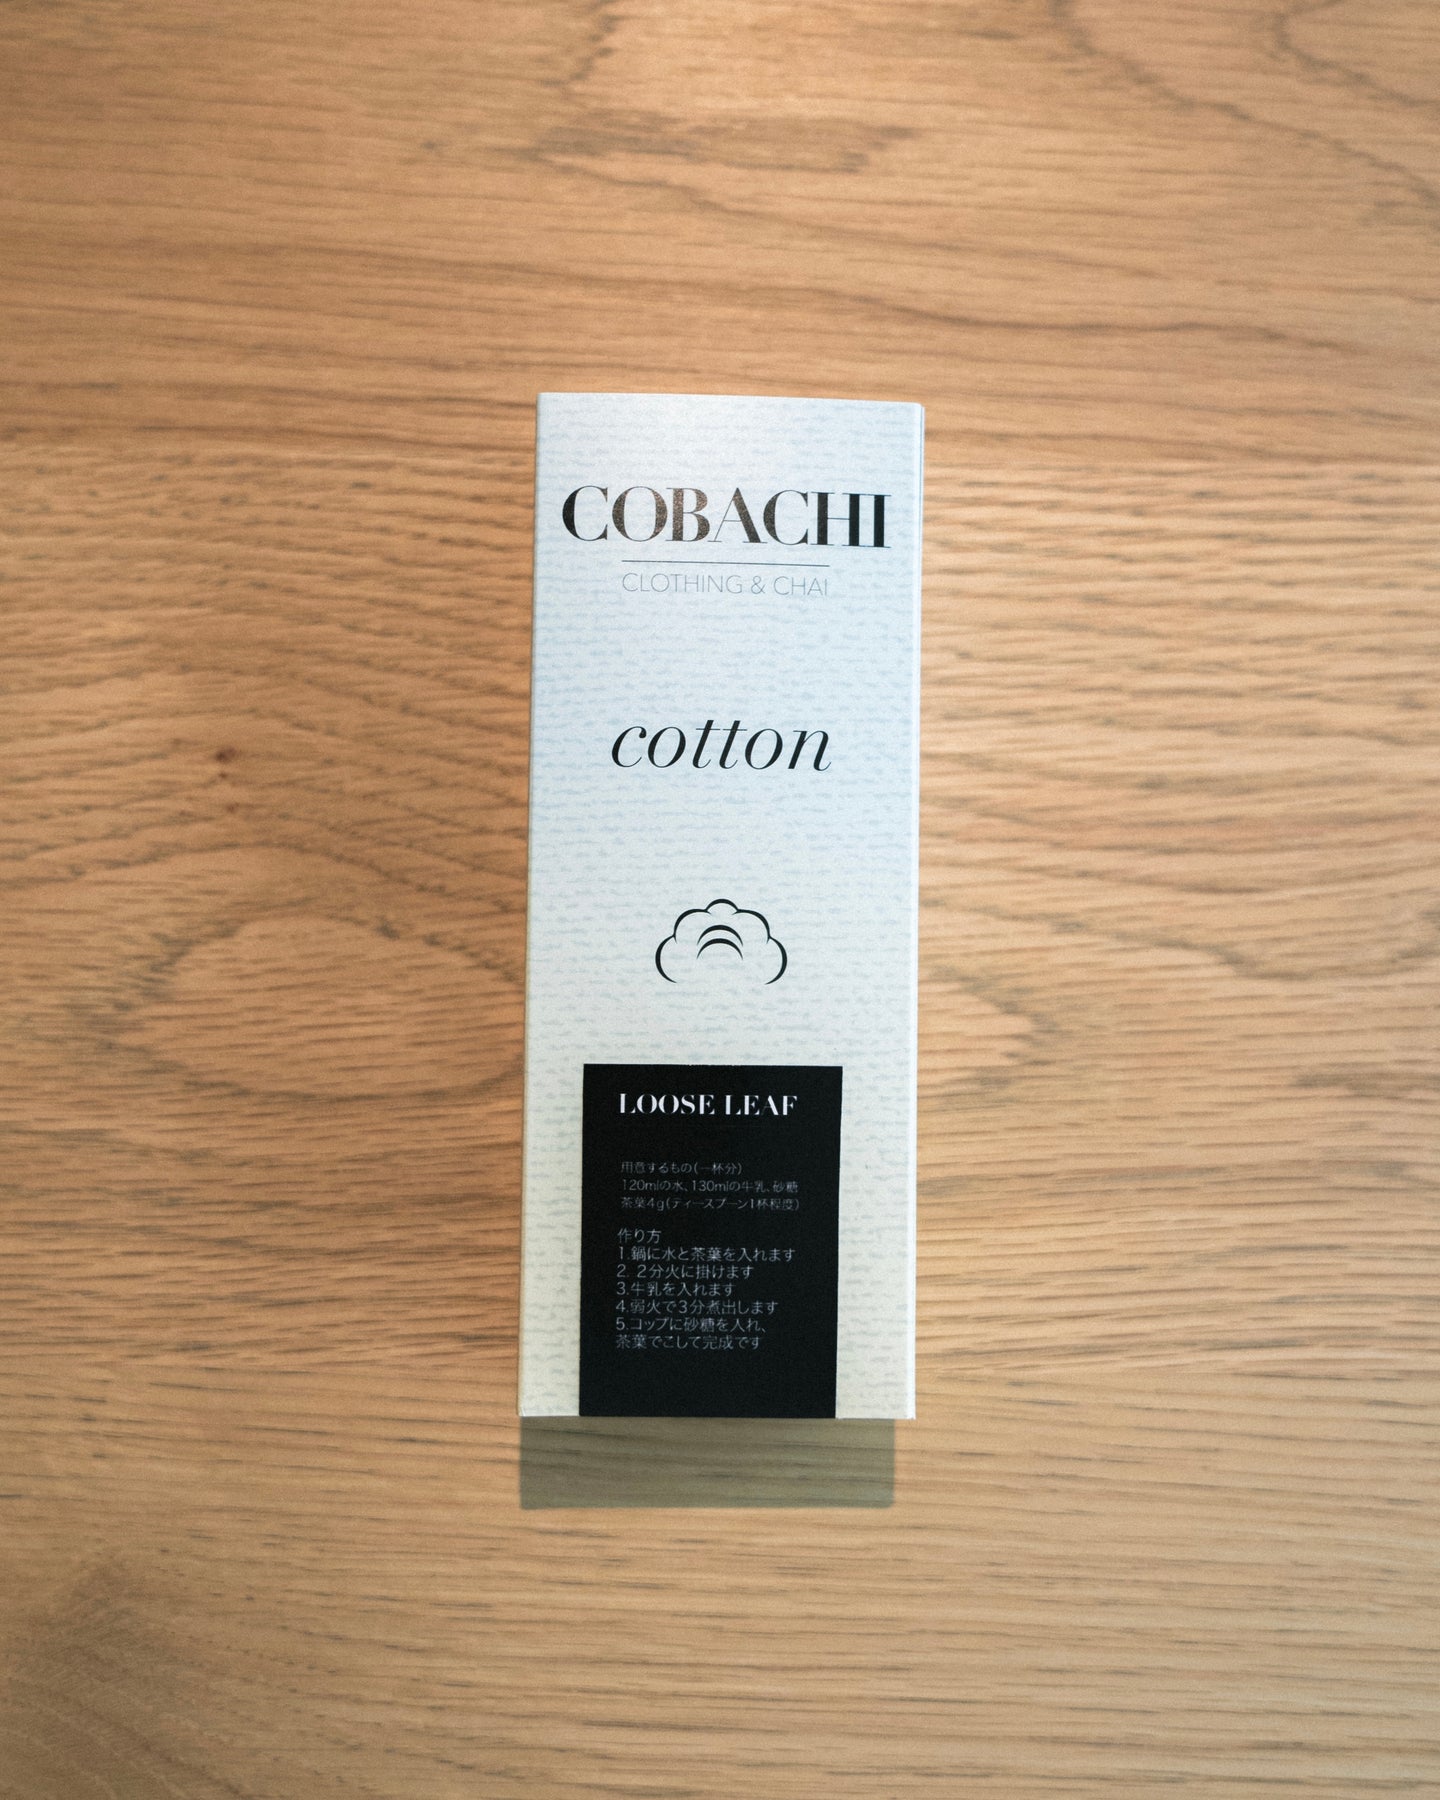 COBACHI
CLOTHING & CHAI
cotton
LOOSE LEAF
用意するもの(一杯分)
120mlの水、130mlの牛乳、砂糖
茶葉4g(ティースプーン1杯程度)
作り方
1.鍋に水と茶葉を入れます
2. 2分火に掛けます
3.牛乳を入れます
4.弱火で3分煮出します
5.コップに砂糖を入れ、
茶葉でこして完成です